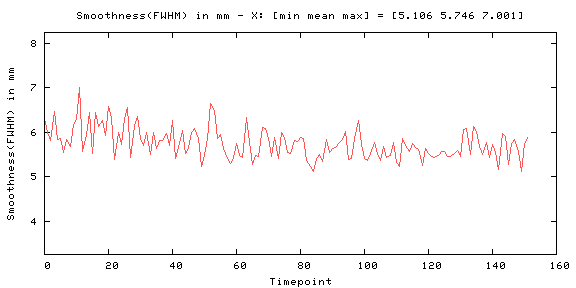 Smoothness(FWHM) in mm - X: [min mean max] = [5.106 5.746 7.001]
8
7
6
5
4
Smoothness(FWHM) in mm
0 20 40 60 80 100 120 140 160
Timepoint